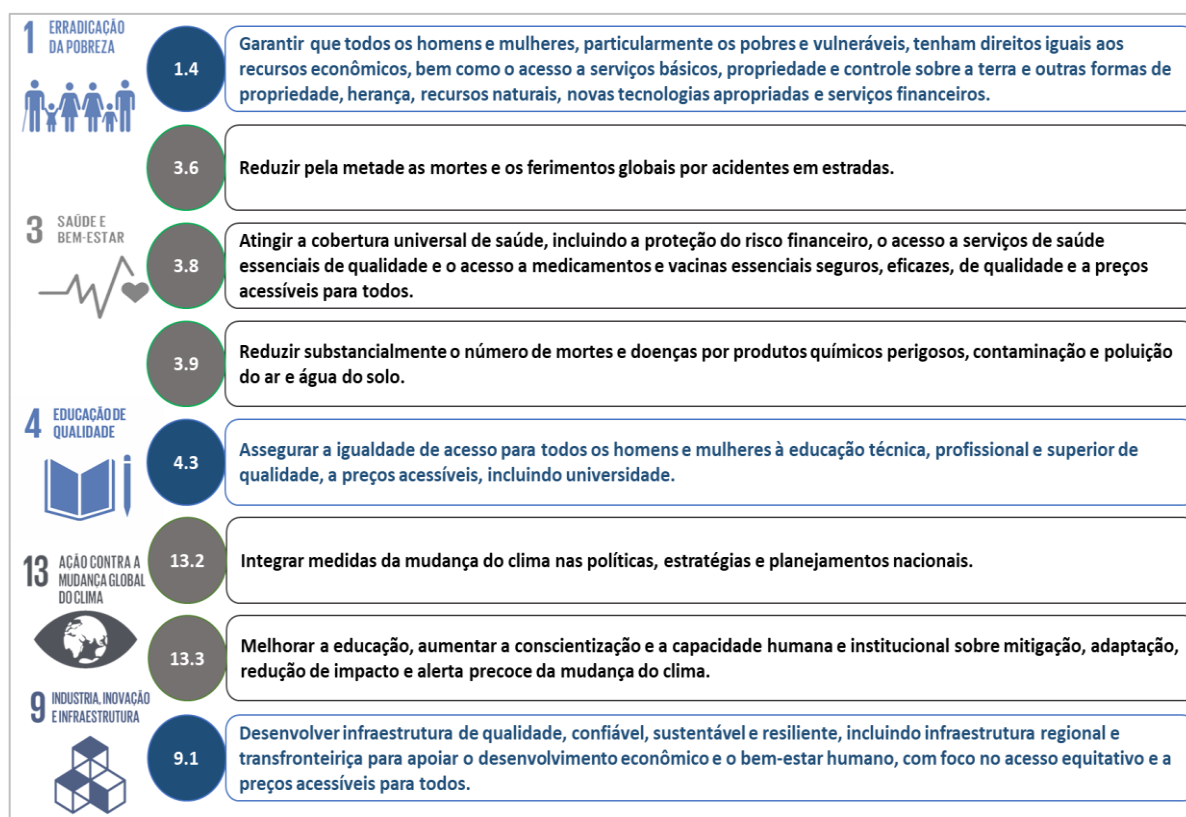 1 ERRADICAÇÃO
DA POBREZA
1.4
Garantir que todos os homens e mulheres, particularmente os pobres e vulneráveis, tenham direitos iguais aos
recursos econômicos, bem como o acesso a serviços básicos, propriedade e controle sobre a terra e outras formas de
propriedade, herança, recursos naturais, novas tecnologias apropriadas e serviços financeiros.
3.6
Reduzir pela metade as mortes e os ferimentos globais por acidentes em estradas.
3 SAÚDE E
BEM-ESTAR
3.8
Atingir a cobertura universal de saúde, incluindo a proteção do risco financeiro, o acesso a serviços de saúde
essenciais de qualidade e o acesso a medicamentos e vacinas essenciais seguros, eficazes, de qualidade e a preços
acessíveis para todos.
3.9
Reduzir substancialmente o número de mortes e doenças por produtos químicos perigosos, contaminação e poluição
do ar e água do solo.
4 EDUCAÇÃO DE
QUALIDADE
4.3
Assegurar a igualdade de acesso para todos os homens e mulheres à educação técnica, profissional e superior de
qualidade, a preços acessíveis, incluindo universidade.
13 AÇÃO CONTRA A
MUDANÇA GLOBAL
DO CLIMA
13.2
Integrar medidas da mudança do clima nas políticas, estratégias e planejamentos nacionais.
13.3
Melhorar a educação, aumentar a conscientização e a capacidade humana e institucional sobre mitigação, adaptação,
redução de impacto e alerta precoce da mudança do clima.
9 INDUSTRIA, INOVAÇÃO
E INFRAESTRUTURA
9.1
Desenvolver infraestrutura de qualidade, confiável, sustentável e resiliente, incluindo infraestrutura regional e
transfronteiriça para apoiar o desenvolvimento econômico e o bem-estar humano, com foco no acesso equitativo e a
preços acessíveis para todos.